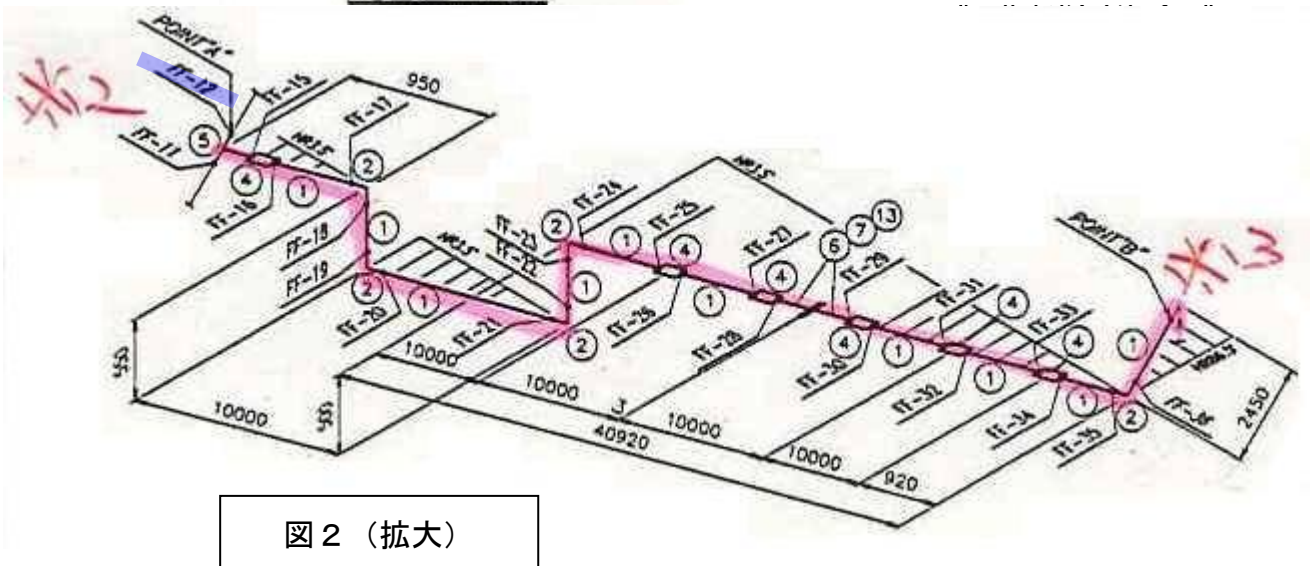 POINT"A"
FF-12
FF-15
950
FF-17
※2
FF-11
5
4
1
2
FF-16
1
FF-18
FF-19
2
FF-20
1
FF-21
FF-22
FF-23
2
FF-24
1
2
1
FF-25
4
FF-26
1
FF-27
4
FF-28
6
7
13
FF-29
4
FF-30
1
FF-31
4
FF-32
1
FF-33
4
FF-34
1
FF-35
2
1
POINT"B"
※13
2450
10000
10000
10000
10000
10000
920
40920
図2(拡大)